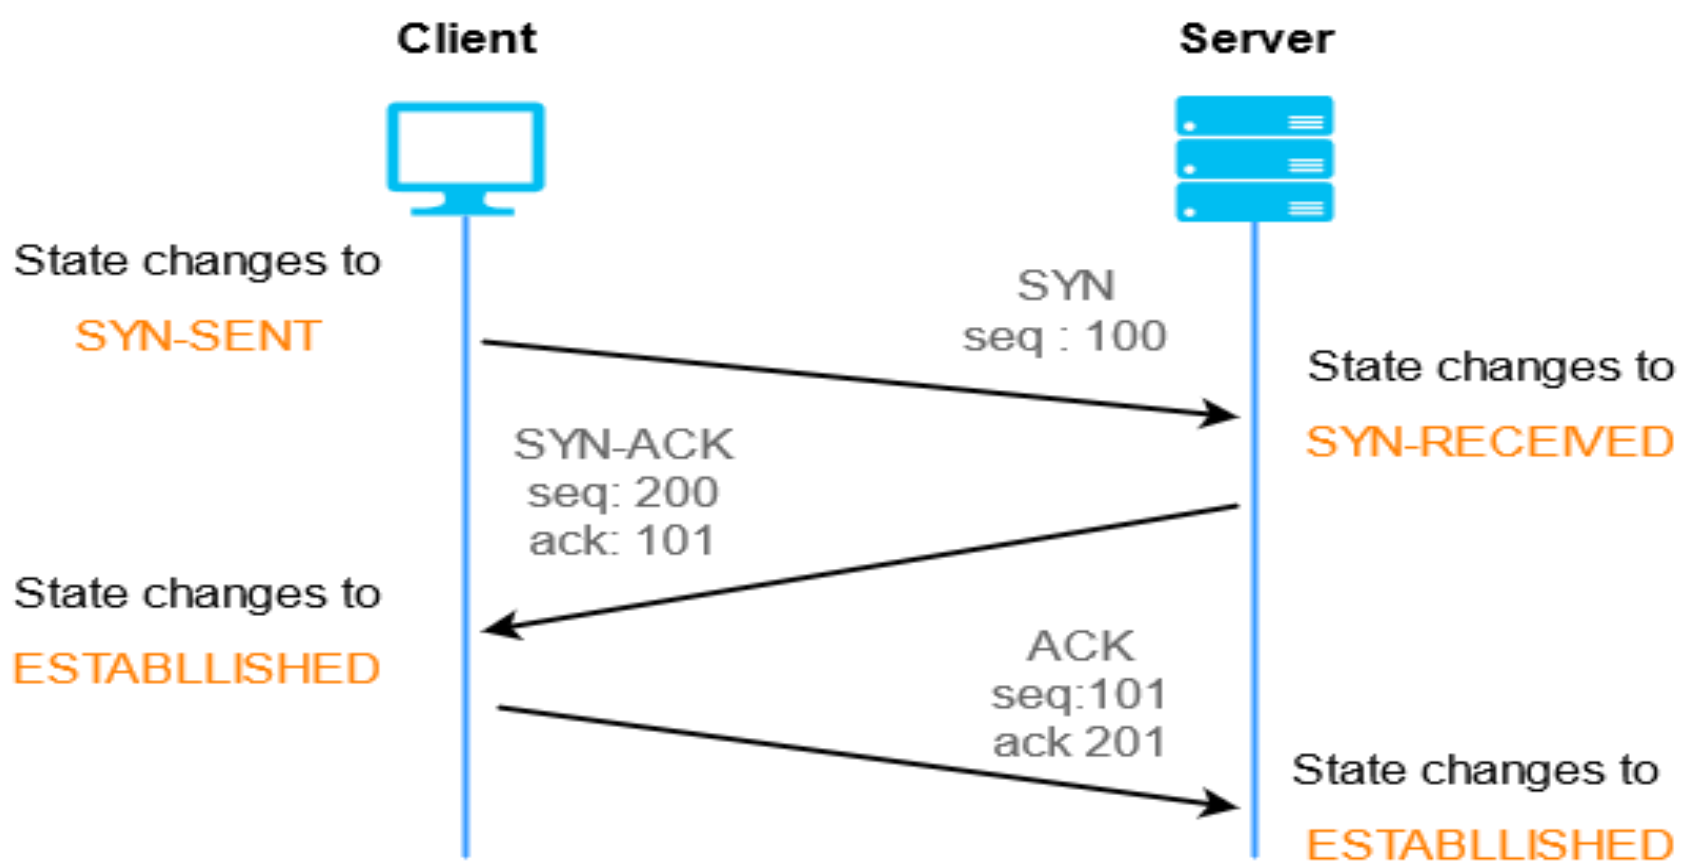 Client
Server
State changes to
SYN-SENT
SYN
seq : 100
State changes to
SYN-RECEIVED
SYN-ACK
seq: 200
ack: 101
State changes to
ESTABLLISHED
ACK
seq:101
ack 201
State changes to
ESTABLLISHED